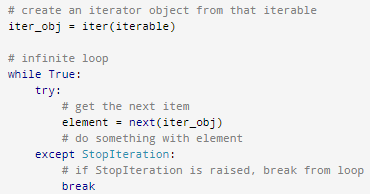 # create an iterator object from that iterable
iter_obj = iter(iterable)

# infinite loop
while True:
    try:
        # get the next item
        element = next(iter_obj)
        # do something with element
    except StopIteration:
        # if StopIteration is raised, break from loop
        break